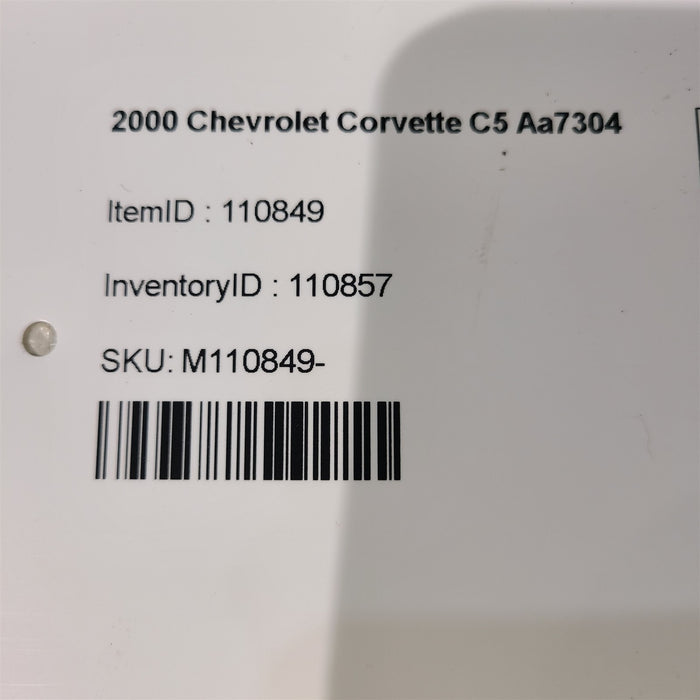 2000 Chevrolet Corvette C5 Aa7304
ItemID : 110849
InventoryID : 110857
SKU: M110849-